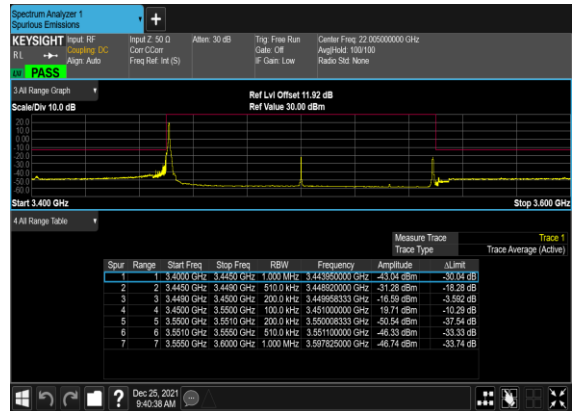 Spectrum Analyzer 1
Spurious Emissions
KEYSIGHT Input: RF Input Z: 50 Ω Atten: 30 dB Trig: Free Run Center Freq: 22.005000000 GHz
RL Coupling: DC Corr CCorr Gate: Off Avg|Hold: 100/100
Align: Auto Freq Ref: Int (S) IF Gain: Low Radio Std: None
PASS
3 All Range Graph
Ref Lvl Offset 11.92 dB
Scale/Div 10.0 dB Ref Value 30.00 dBm
20.0
10.0
0.00
-10.0
-20.0
-30.0
-40.0
-50.0
-60.0
Start 3.400 GHz Stop 3.600 GHz
4 All Range Table
Measure Trace Trace 1
Trace Type Trace Average (Active)
Spur Range Start Freq Stop Freq RBW Frequency Amplitude ΔLimit
1 1 3.4000 GHz 3.4450 GHz 1.000 MHz 3.443950000 GHz -43.04 dBm -30.04 dB
2 2 3.4450 GHz 3.4490 GHz 510.0 kHz 3.448920000 GHz -31.28 dBm -18.28 dB
3 3 3.4490 GHz 3.4500 GHz 200.0 kHz 3.449958333 GHz -16.59 dBm -3.592 dB
4 4 3.4500 GHz 3.5500 GHz 100.0 kHz 3.451000000 GHz 19.71 dBm -10.29 dB
5 5 3.5500 GHz 3.5510 GHz 200.0 kHz 3.550008333 GHz -50.54 dBm -37.54 dB
6 6 3.5510 GHz 3.5550 GHz 510.0 kHz 3.551100000 GHz -46.33 dBm -33.33 dB
7 7 3.5550 GHz 3.6000 GHz 1.000 MHz 3.597825000 GHz -46.74 dBm -33.74 dB
Dec 25, 2021
9:40:38 AM